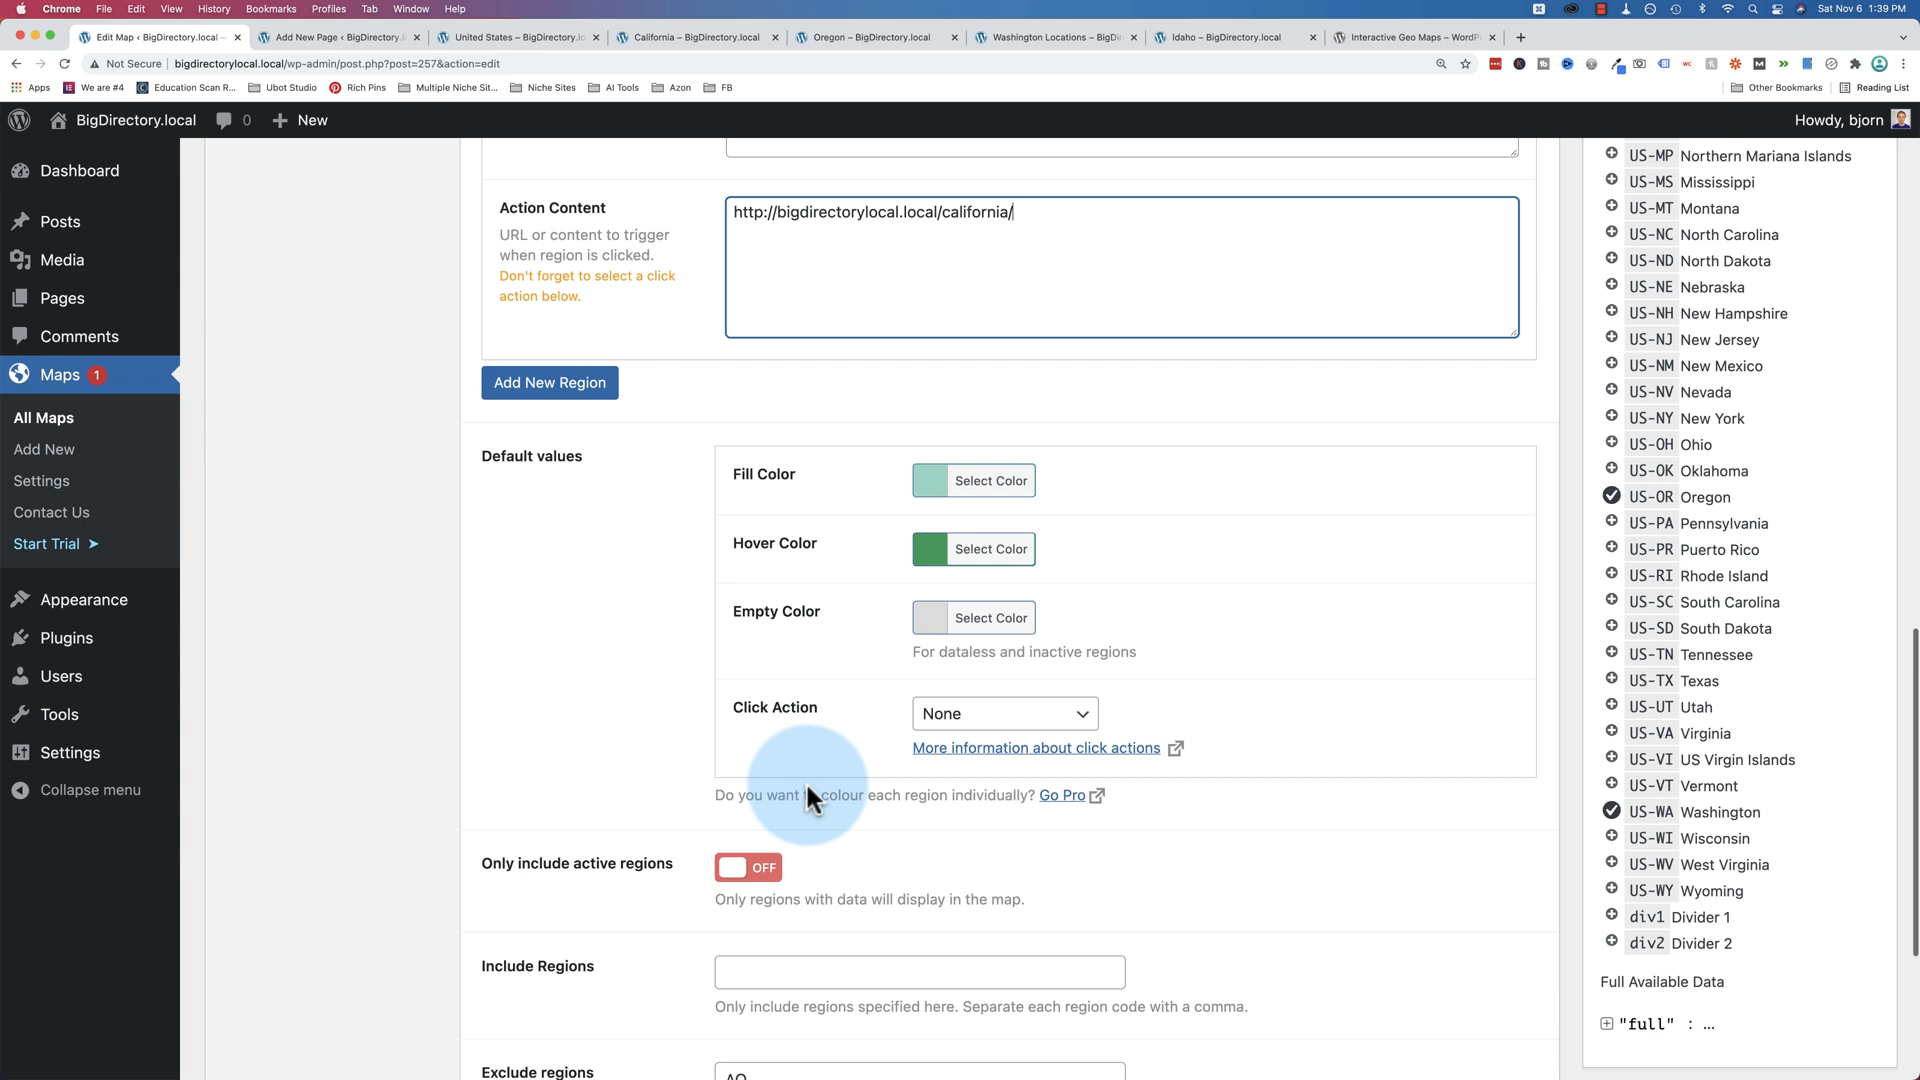 Chrome File Edit View History Bookmarks Profiles Tab Window Help Sat Nov 6 1:39 PM
Edit Map ‹ BigDirectory.local — Add New Page ‹ BigDirectory. United States – BigDirectory.lo California – BigDirectory.local Oregon – BigDirectory.local Washington Locations – BigDir Idaho – BigDirectory.local Interactive Geo Maps – WordP
Not Secure bigdirectorylocal.local/wp-admin/post.php?post=257&action=edit
Apps We are #4 Education Scan R... Ubot Studio Rich Pins Multiple Niche Sit... Niche Sites AI Tools Azon FB Other Bookmarks Reading List
BigDirectory.local 0 New Howdy, bjorn
Dashboard
Posts
Media
Pages
Comments
Maps 1
All Maps
Add New
Settings
Contact Us
Start Trial ➤
Appearance
Plugins
Users
Tools
Settings
Collapse menu
Action Content
URL or content to trigger
when region is clicked.
Don't forget to select a click
action below.
http://bigdirectorylocal.local/california/
Add New Region
Default values
Fill Color Select Color
Hover Color Select Color
Empty Color Select Color
For dataless and inactive regions
Click Action None
More information about click actions
Do you want colour each region individually? Go Pro
Only include active regions OFF
Only regions with data will display in the map.
Include Regions
Only include regions specified here. Separate each region code with a comma.
Exclude regions AQ
US-MP Northern Mariana Islands
US-MS Mississippi
US-MT Montana
US-NC North Carolina
US-ND North Dakota
US-NE Nebraska
US-NH New Hampshire
US-NJ New Jersey
US-NM New Mexico
US-NV Nevada
US-NY New York
US-OH Ohio
US-OK Oklahoma
US-OR Oregon
US-PA Pennsylvania
US-PR Puerto Rico
US-RI Rhode Island
US-SC South Carolina
US-SD South Dakota
US-TN Tennessee
US-TX Texas
US-UT Utah
US-VA Virginia
US-VI US Virgin Islands
US-VT Vermont
US-WA Washington
US-WI Wisconsin
US-WV West Virginia
US-WY Wyoming
div1 Divider 1
div2 Divider 2
Full Available Data
"full" : ...